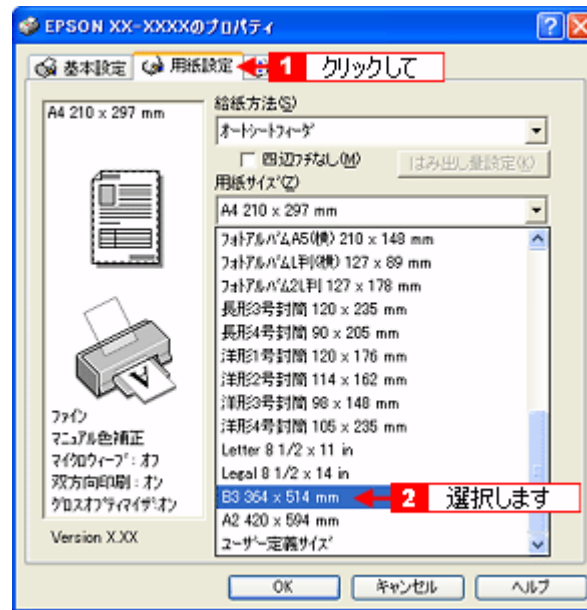 EPSON XX-XXXXのプロパティ
基本設定 用紙設定 1 クリックして
A4 210 x 297 mm
給紙方法(S)
オートシートフィーダ
四辺フチなし(M) はみ出し量設定(K)
用紙サイズ(Z)
A4 210 x 297 mm
フォトアルバムA5(横) 210 x 148 mm
フォトアルバムL判(横) 127 x 89 mm
フォトアルバム2L判 127 x 178 mm
長形3号封筒 120 x 235 mm
長形4号封筒 90 x 205 mm
洋形1号封筒 120 x 176 mm
洋形2号封筒 114 x 162 mm
洋形3号封筒 98 x 148 mm
洋形4号封筒 105 x 235 mm
Letter 8 1/2 x 11 in
Legal 8 1/2 x 14 in
B3 364 x 514 mm 2 選択します
A2 420 x 594 mm
ユーザー定義サイズ
ファイン
マニュアル色補正
マイクロウィーブ : オフ
双方向印刷 : オン
グロスオプティマイザ:オン
Version X.XX
OK キャンセル ヘルプ